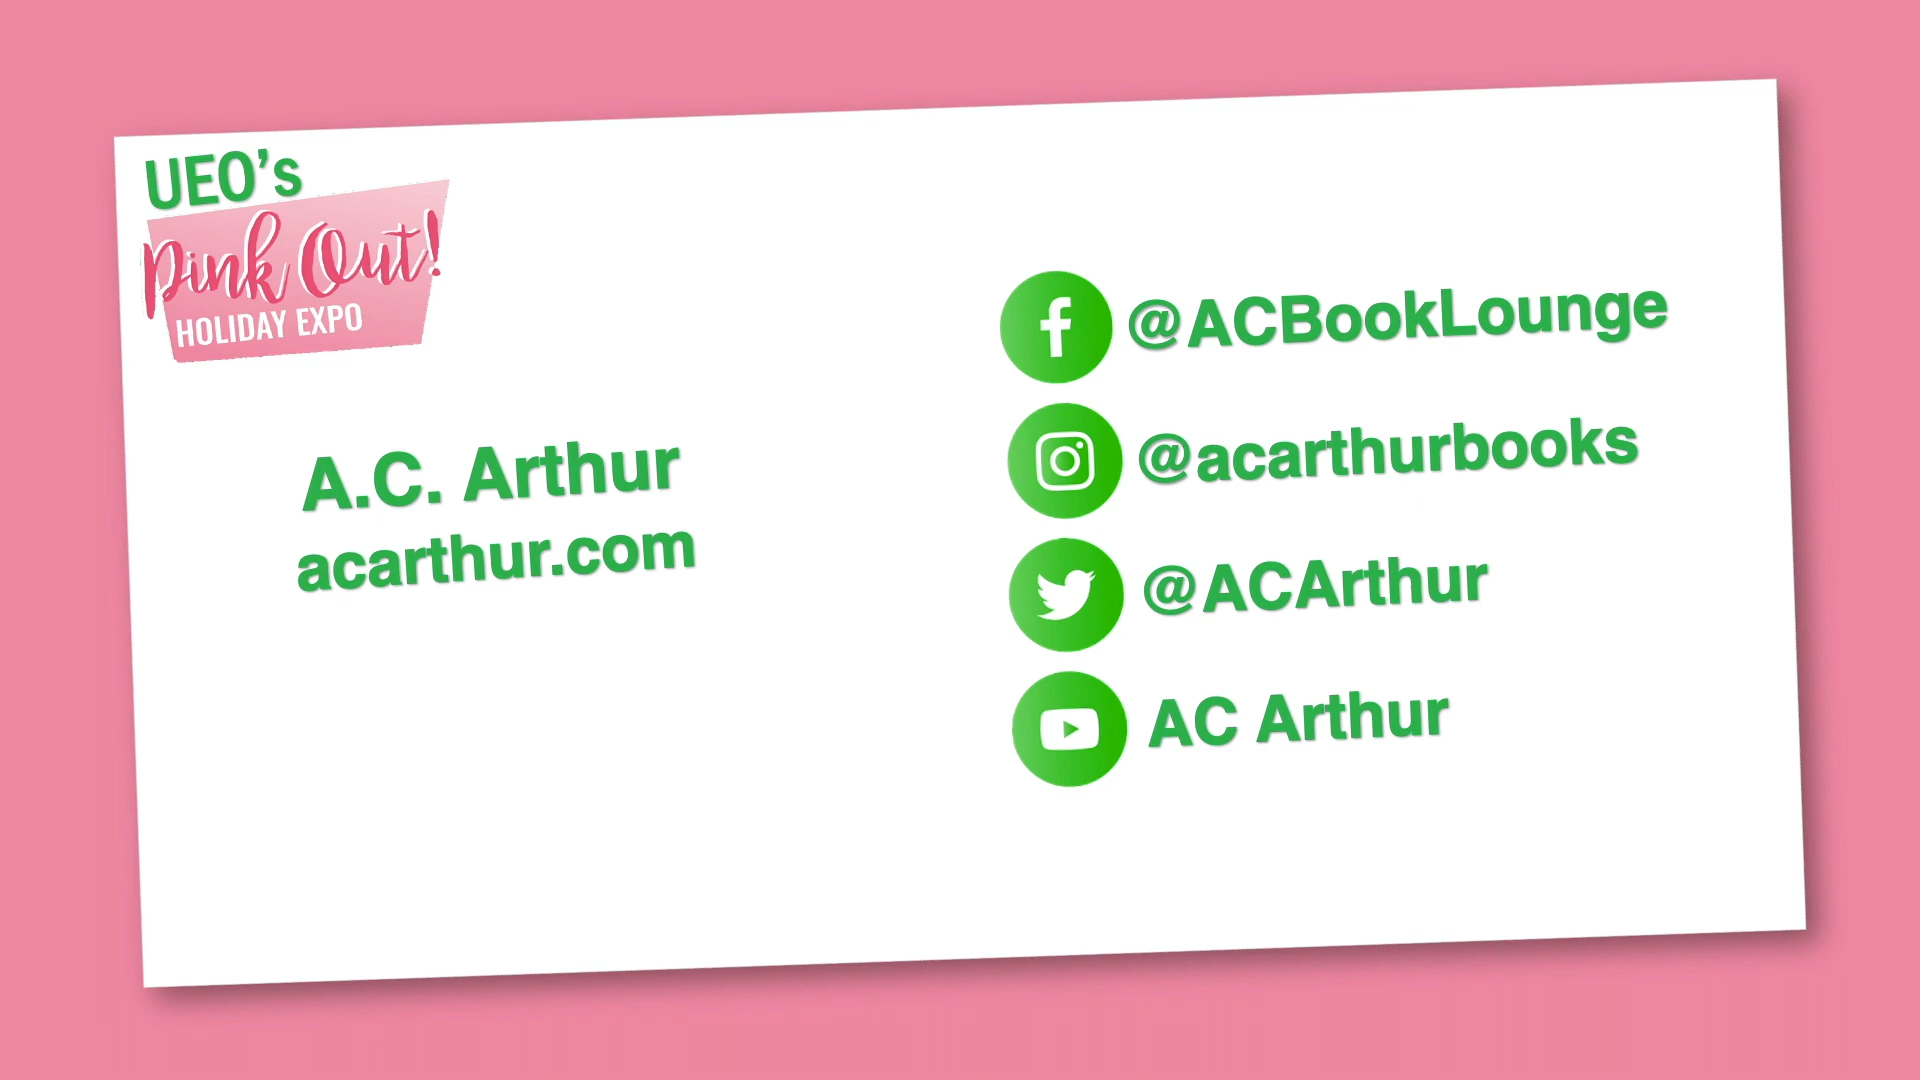 UEO's
Pink Out!
HOLIDAY EXPO
A.C. Arthur
acarthur.com
@ACBookLounge
@acarthurbooks
@ACArthur
AC Arthur